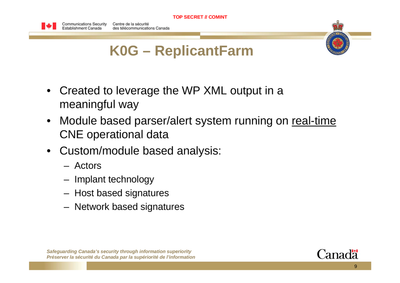 TOP SECRET // COMINT
Communications Security Centre de la sécurité
Establishment Canada des télécommunications Canada
K0G – ReplicantFarm
• Created to leverage the WP XML output in a
meaningful way
• Module based parser/alert system running on real-time
CNE operational data
• Custom/module based analysis:
– Actors
– Implant technology
– Host based signatures
– Network based signatures
Safeguarding Canada's security through information superiority
Préserver la sécurité du Canada par la supériorité de l'information
Canada
9